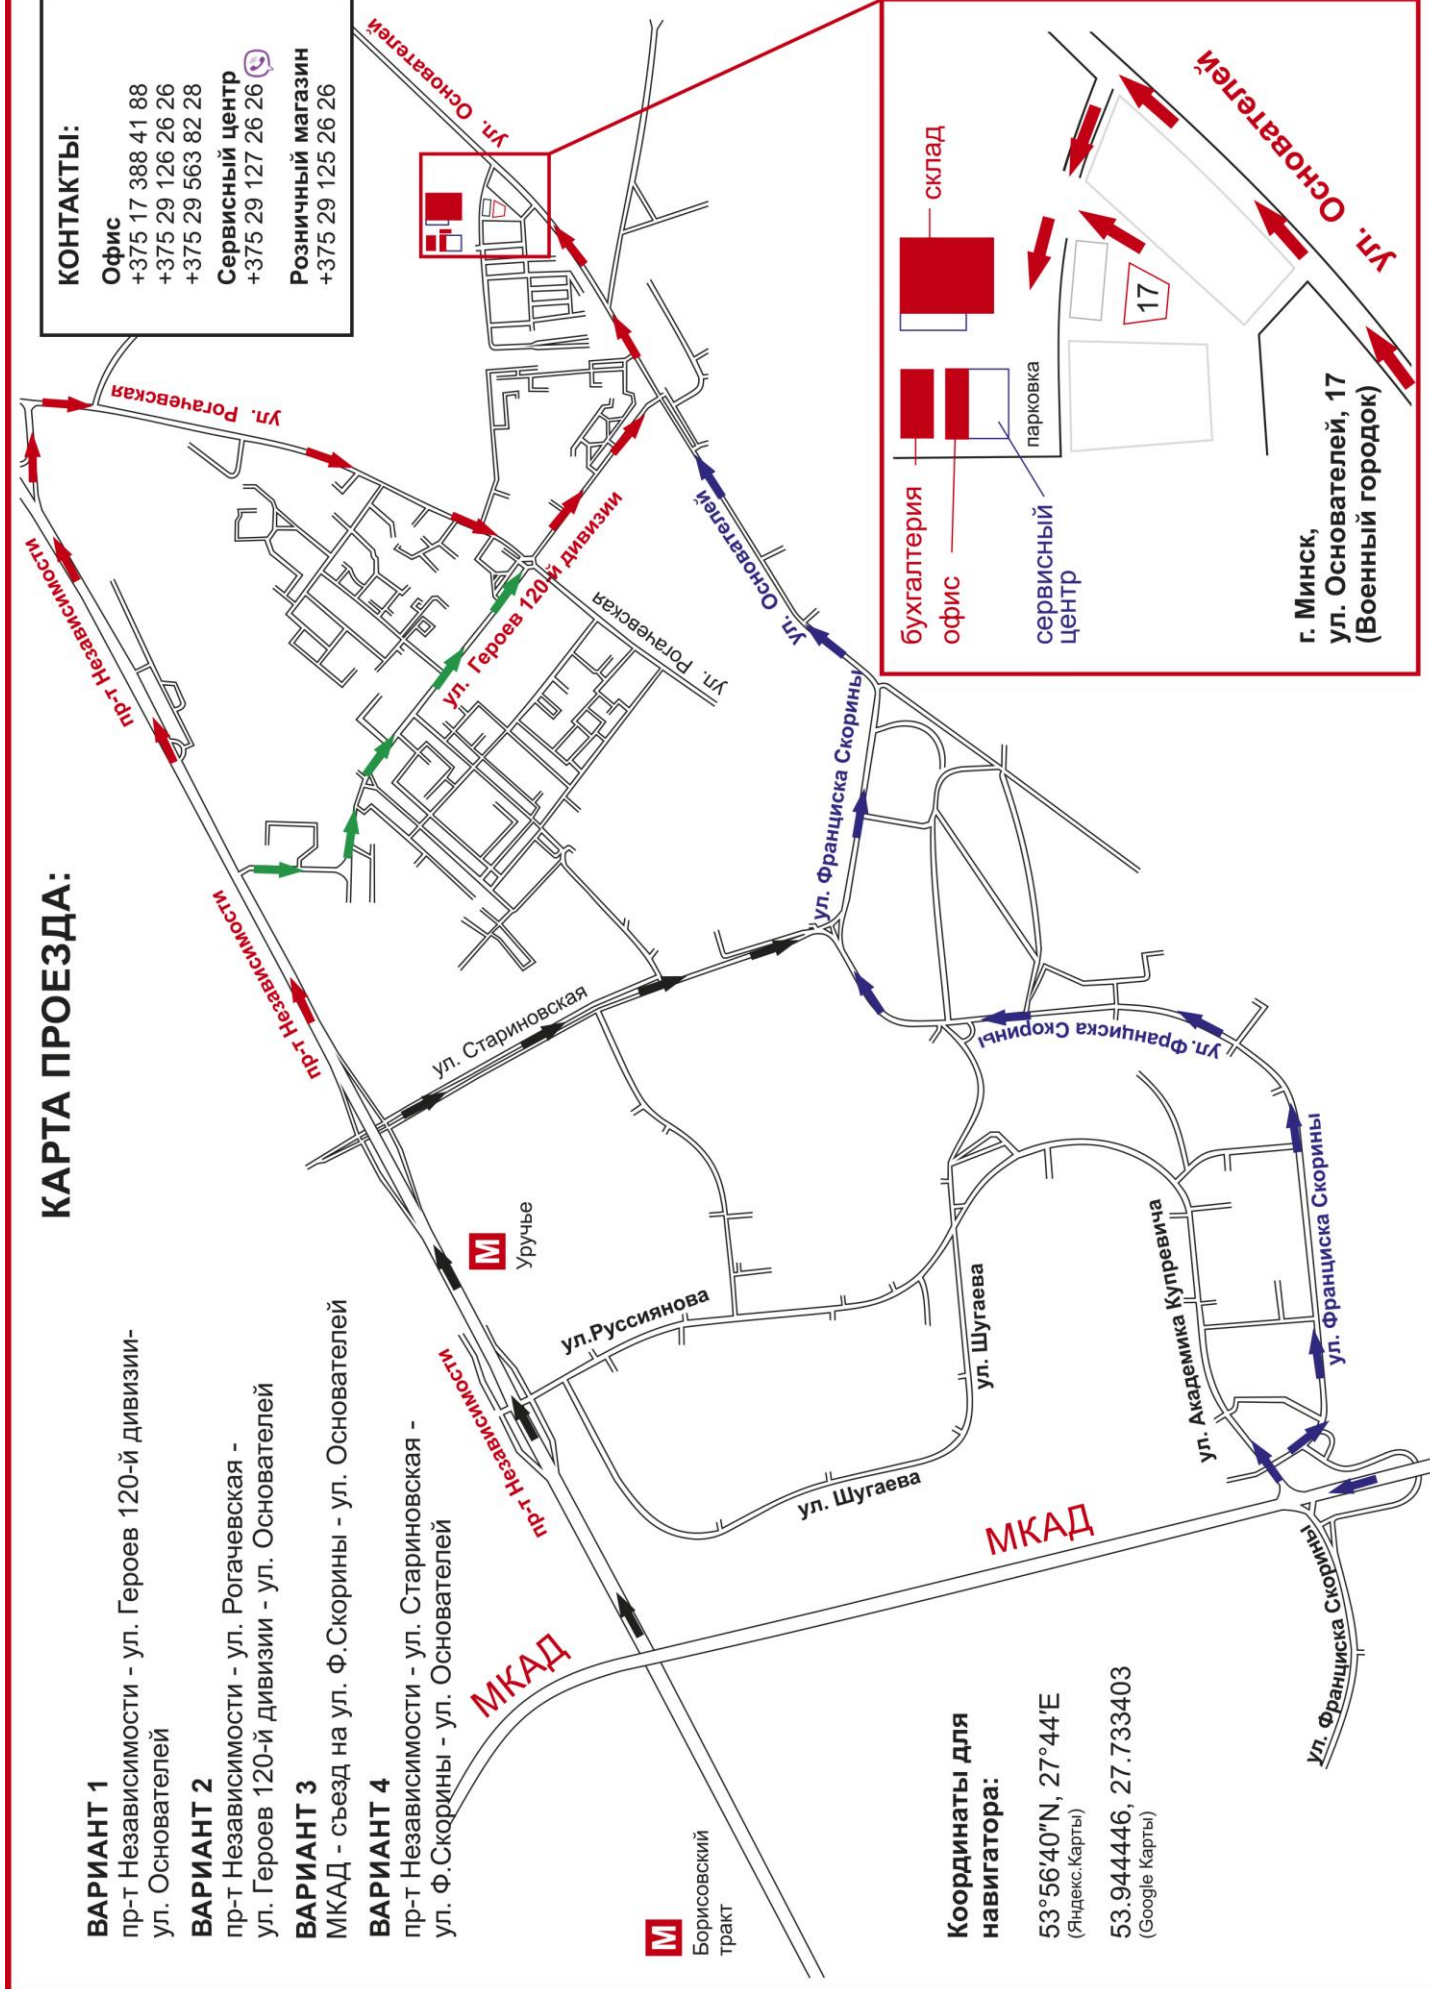 КАРТА ПРОЕЗДА:
ВАРИАНТ 1
пр-т Независимости - ул. Героев 120-й дивизии-
ул. Основателей
ВАРИАНТ 2
пр-т Независимости - ул. Рогачевская -
ул. Героев 120-й дивизии - ул. Основателей
ВАРИАНТ 3
МКАД - съезд на ул. Ф.Скорины - ул. Основателей
ВАРИАНТ 4
пр-т Независимости - ул. Стариновская -
ул. Ф.Скорины - ул. Основателей
КОНТАКТЫ:
Офис
+375 17 388 41 88
+375 29 126 26 26
+375 29 563 82 28
Сервисный центр
+375 29 127 26 26
Розничный магазин
+375 29 125 26 26
пр-т Независимости
пр-т Независимости
пр-т Независимости
ул. Рогачевская
ул. Основателей
ул. Героев 120-й дивизии
ул. Рогачевская
ул. Стариновская
М
Уручье
ул.Руссиянова
ул. Основателей
ул. Франциска Скорины
МКАД
М
Борисовский
тракт
ул. Шугаева
ул. Шугаева
ул. Франциска Скорины
МКАД
ул. Академика Купревича
ул. Франциска Скорины
ул. Франциска Скорины
Координаты для
навигатора:
53°56'40"N, 27°44'E
(Яндекс.Карты)
53.944446, 27.733403
(Google Карты)
бухгалтерия
склад
офис
сервисный
центр
парковка
17
ул. Основателей
г. Минск,
ул. Основателей, 17
(Военный городок)